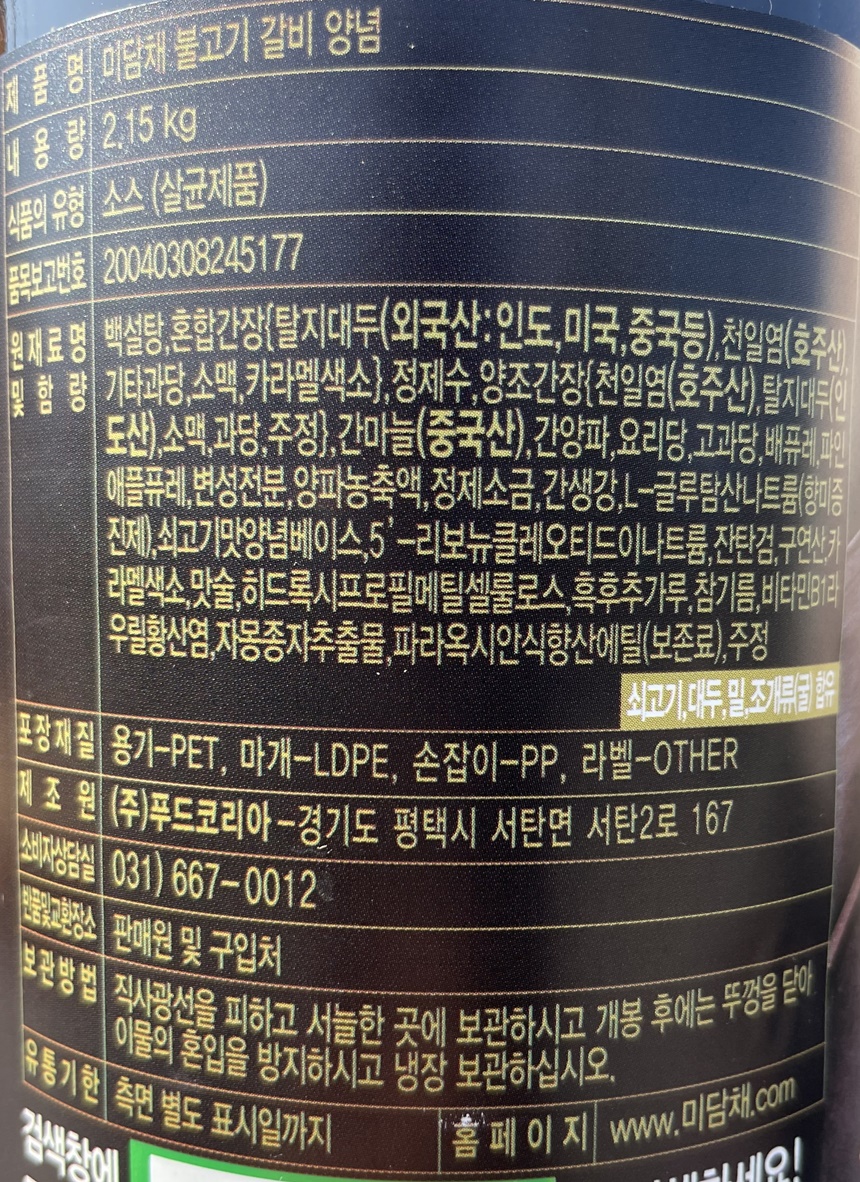 제 품 명 미담채 불고기 갈비 양념
내 용 량 2.15 kg
식품의 유형 소스 (살균제품)
품목보고번호 20040308245177
원 재 료 명 백설탕,혼합간장{탈지대두(외국산:인도,미국,중국등),천일염(호주산),
및 함 량 기타과당,소맥,카라멜색소},정제수,양조간장{천일염(호주산),탈지대두(인
도산),소맥,과당,주정},간마늘(중국산),간양파,요리당,고과당,배퓨레,파인
애플퓨레,변성전분,양파농축액,정제소금,간생강,L-글루탐산나트륨(향미증
진제),쇠고기맛양념베이스,5'-리보뉴클레오티드이나트륨,잔탄검,구연산,카
라멜색소,맛술,히드록시프로필메틸셀룰로스,흑후추가루,참기름,비타민B1라
우릴황산염,자몽종자추출물,파라옥시안식향산에틸(보존료),주정
쇠고기,대두,밀,조개류(굴) 함유
포 장 재 질 용기-PET, 마개-LDPE, 손잡이-PP, 라벨-OTHER
제 조 원 (주)푸드코리아-경기도 평택시 서탄면 서탄2로 167
소비자상담실 031) 667-0012
반품및교환장소 판매원 및 구입처
보 관 방 법 직사광선을 피하고 서늘한 곳에 보관하시고 개봉 후에는 뚜껑을 닫아
이물의 혼입을 방지하시고 냉장 보관하십시오.
유 통 기 한 측면 별도 표시일까지 홈 페 이 지 www.미담채.com
검색창에